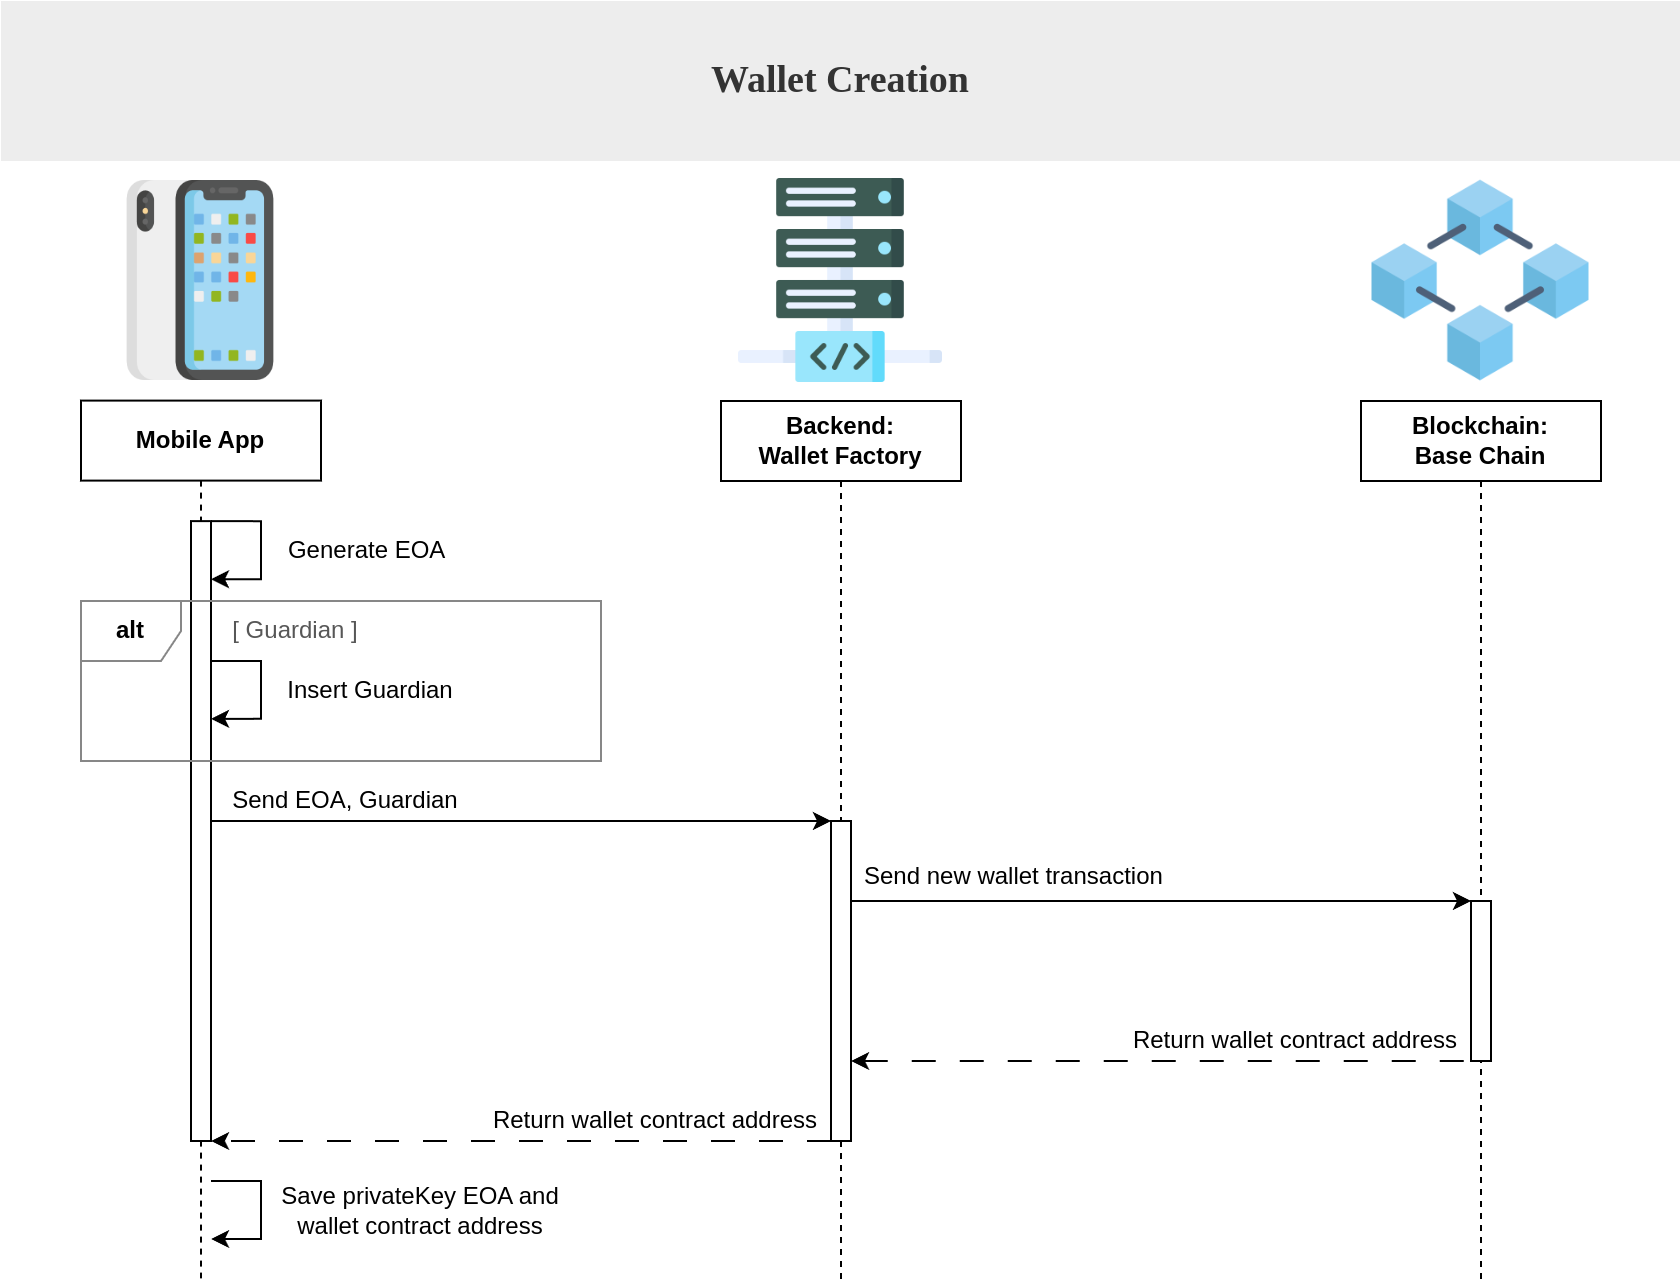 Wallet Creation
Mobile App
Backend:
Wallet Factory
Blockchain:
Base Chain
Generate EOA
alt
[ Guardian ]
Insert Guardian
Send EOA, Guardian
Send new wallet transaction
Return wallet contract address
Return wallet contract address
Save privateKey EOA and
wallet contract address